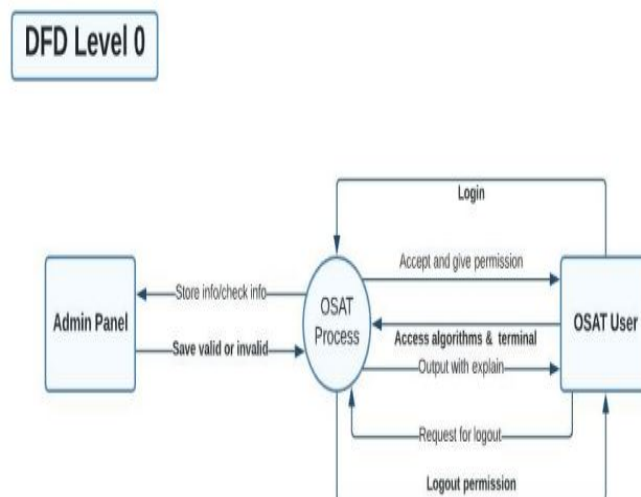 DFD Level 0
Login
Accept and give permission
Store info/check info
OSAT
Process
Admin Panel
OSAT User
Access algorithms & terminal
Save valid or invalid
Output with explain
Request for logout
Logout permission